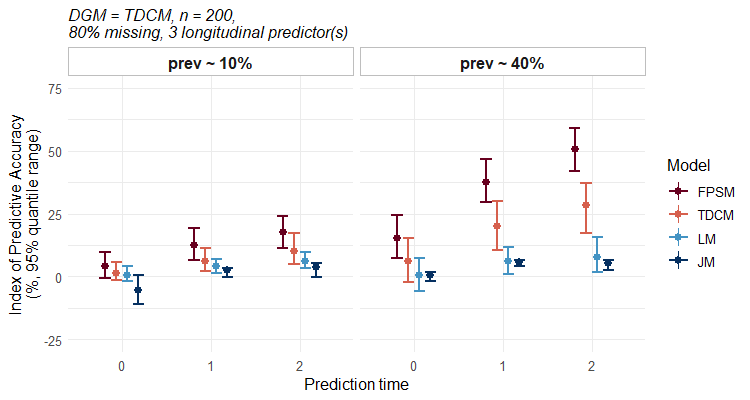 DGM = TDCM, n = 200,
80% missing, 3 longitudinal predictor(s)
prev ~ 10%
prev ~ 40%
Index of Predictive Accuracy
(%, 95% quantile range)
75
50
25
0
-25
0
1
2
0
1
2
Prediction time
Model
FPSM
TDCM
LM
JM